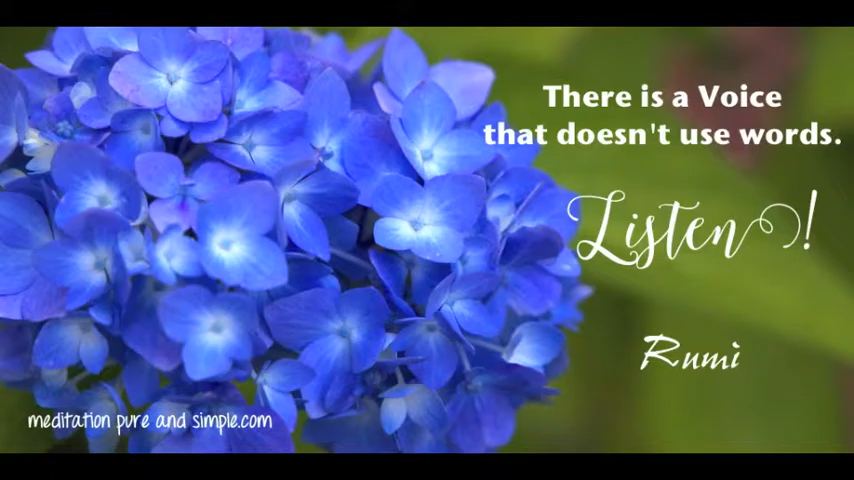 There is a Voice
that doesn't use words.
Listen!
Rumi
meditation pure and simple.com